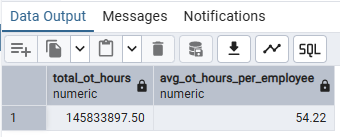 Data Output Messages Notifications
SQL
total_ot_hours avg_ot_hours_per_employee
numeric numeric
1 145833897.50 54.22